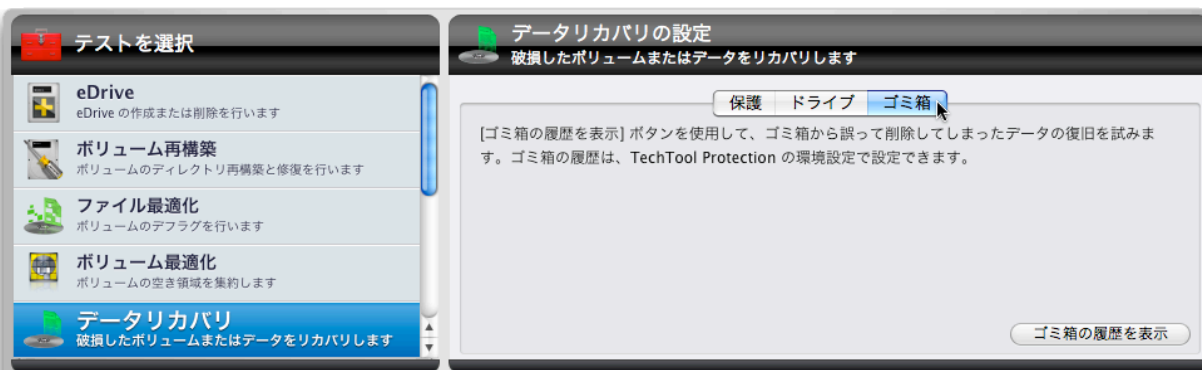 テストを選択
eDrive
eDrive の作成または削除を行います
ボリューム再構築
ボリュームのディレクトリ再構築と修復を行います
ファイル最適化
ボリュームのデフラグを行います
ボリューム最適化
ボリュームの空き領域を集約します
データリカバリ
破損したボリュームまたはデータをリカバリします
データリカバリの設定
破損したボリュームまたはデータをリカバリします
保護 ドライブ ゴミ箱
[ゴミ箱の履歴を表示] ボタンを使用して、ゴミ箱から誤って削除してしまったデータの復旧を試みま
す。ゴミ箱の履歴は、TechTool Protection の環境設定で設定できます。
ゴミ箱の履歴を表示